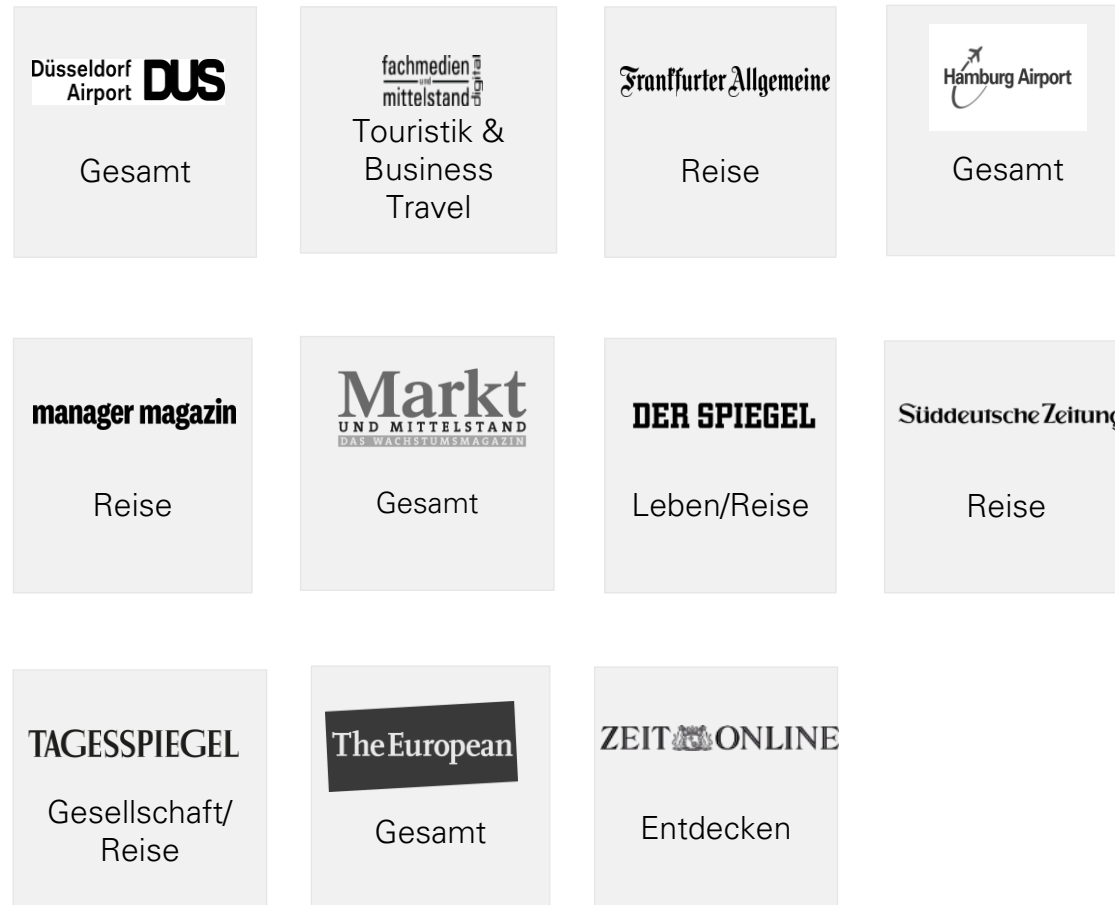 Düsseldorf
Airport DUS
Gesamt
fachmedien
und
mittelstand
digital
Touristik &
Business
Travel
Frankfurter Allgemeine
Reise
Hamburg Airport
Gesamt
manager magazin
Reise
Markt
UND MITTELSTAND
DAS WACHSTUMSMAGAZIN
Gesamt
DER SPIEGEL
Leben/Reise
Süddeutsche Zeitung
Reise
TAGESSPIEGEL
Gesellschaft/
Reise
The European
Gesamt
ZEIT ONLINE
Entdecken